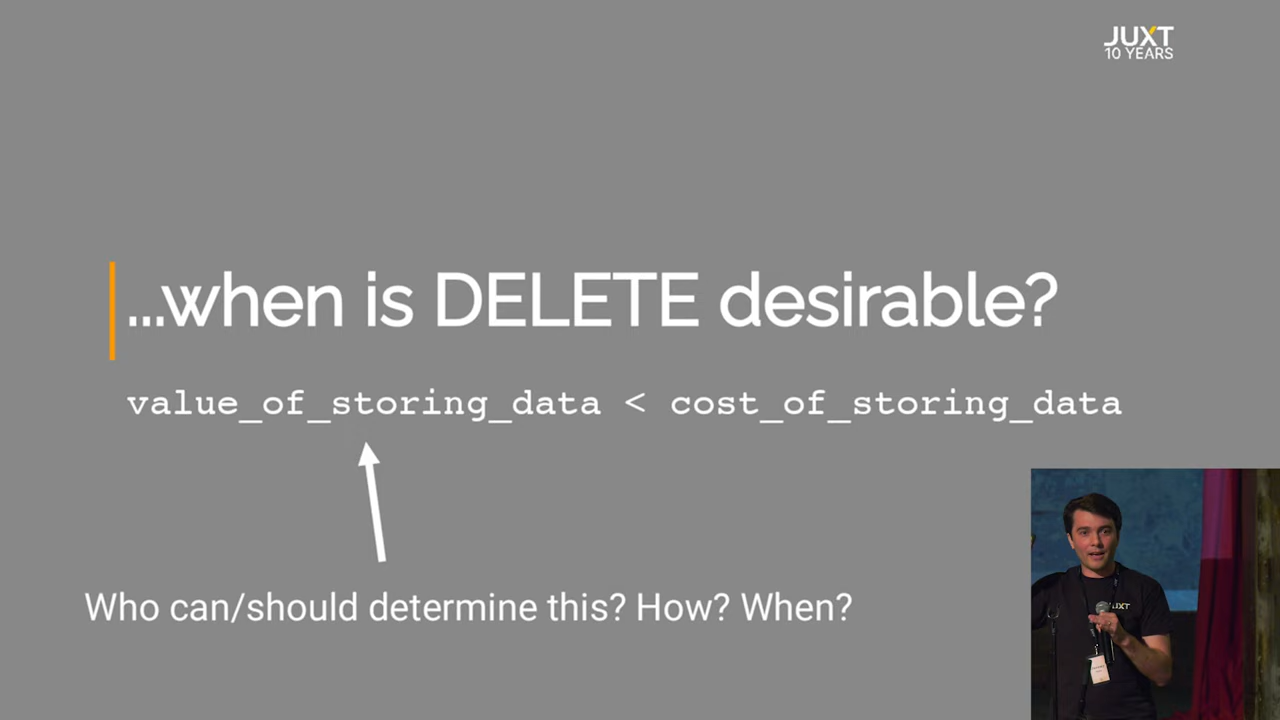 JUXT
10 YEARS
...when is DELETE desirable?
value_of_storing_data < cost_of_storing_data
Who can/should determine this? How? When?
JUXT